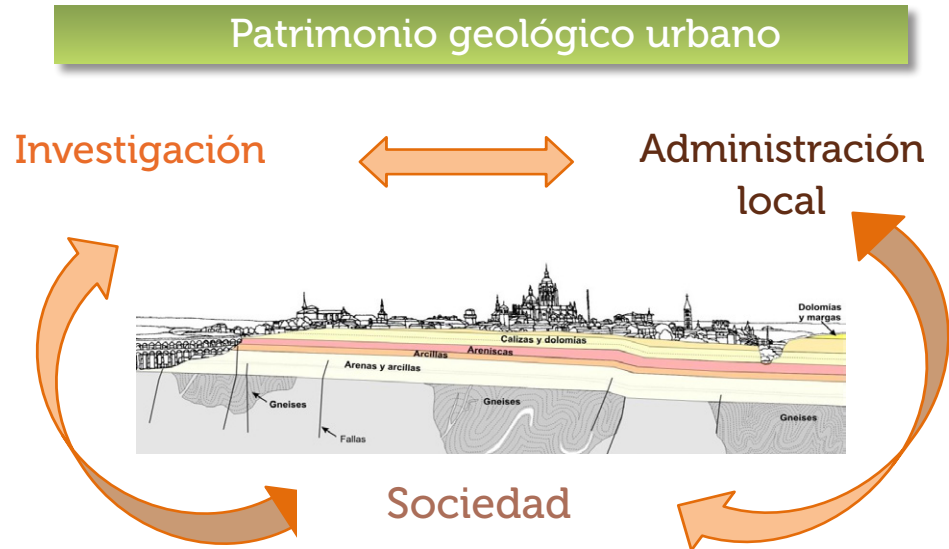 Patrimonio geológico urbano
Investigación
Administración
local
Dolomías
y margas
Calizas y dolomías
Areniscas
Arcillas
Arenas y arcillas
Gneises
Gneises
Gneises
Fallas
Sociedad